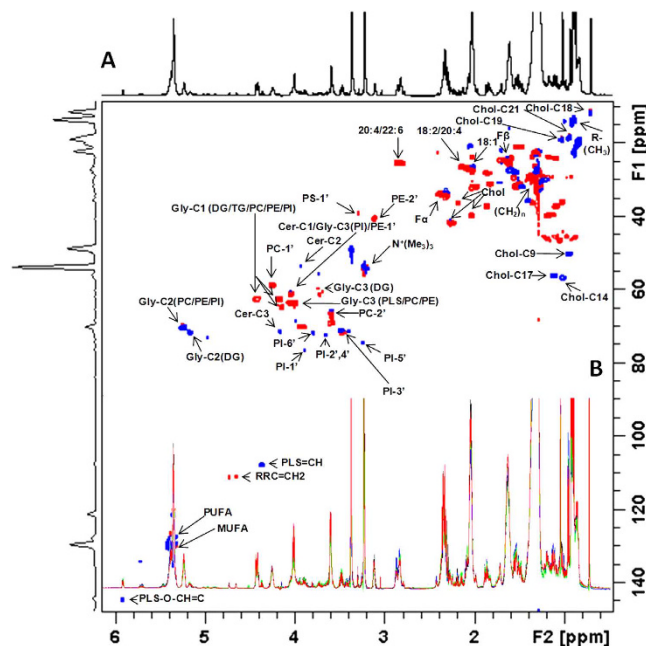 A
Chol-C18
Chol-C21
Chol-C19
R-
(CH₃)
20:4/22:6
18:2/20:4
18:1
Fβ
F1 [ppm]
20
Gly-C1 (DG/TG/PC/PE/PI)
PS-1'
PE-2'
Cer-C1/Gly-C3(PI)/PE-1'
Cer-C2
PC-1'
Fα
Chol
(CH₂)n
40
N⁺(Me)₃
Chol-C9
Chol-C17
Chol-C14
60
Gly-C3(DG)
Gly-C3 (PLS/PC/PE)
PC-2'
Gly-C2(PC/PE/PI)
Cer-C3
Gly-C2(DG)
PI-6'
PI-2',4'
PI-5'
PI-1'
PI-3'
80
B
100
PLS=CH
RRC=CH2
120
PUFA
MUFA
140
PLS-O-CH=C
6
5
4
3
2
1
F2 [ppm]